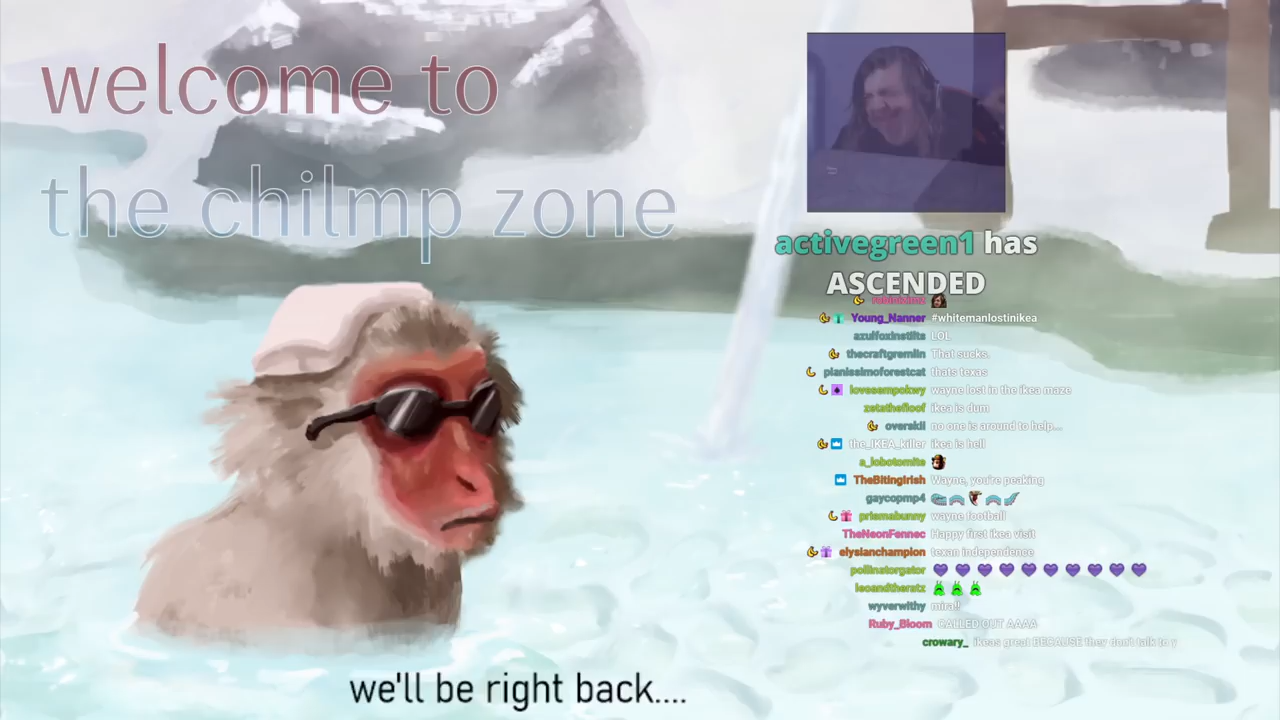 welcome to
the chilmp zone
activegreen1 has
ASCENDED
Young_Nanner #whitemanlostinikea
azulfoxinstilts LOL
thecraftgremlin That sucks.
pianissimoforestcat thats texas
lovesempokwy wayne lost in the ikea maze
zetathefloof ikea is dum
overskil no one is around to help...
the_IKEA_killer ikea is hell
a_lobotomite
TheBitingIrish Wayne, you're peaking
gaycopmp4
prismabunny wayne football
TheNeonFennec Happy first ikea visit
elysianchampion texan independence
pollinatorgator
leoandtheratz
wyverwithy mira!!
Ruby_Bloom CALLED OUT AAAA
crowary_ ikeas great BECAUSE they don't talk to y
we'll be right back....